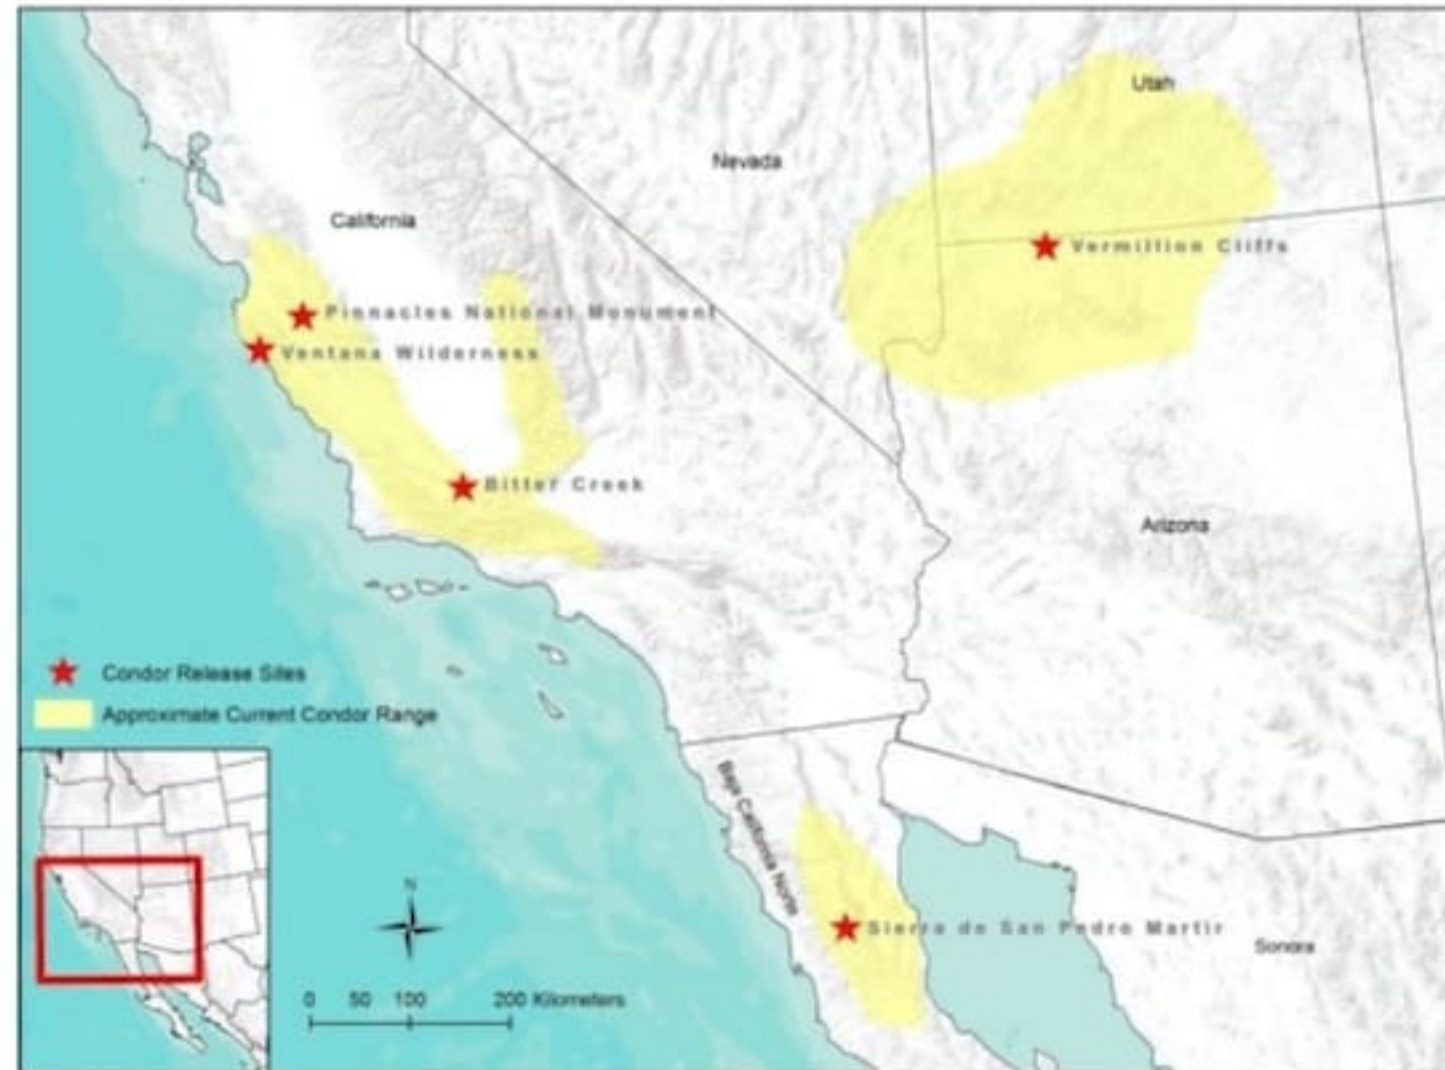 Utah
Nevada
California
Vermillion Cliffs
Pinnacles National Monument
Ventana Wilderness
Bitter Creek
Arizona
Condor Release Sites
Approximate Current Condor Range
Baja California Norte
N
Sierra de San Pedro Martir
Sonora
0 50 100 200 Kilometers